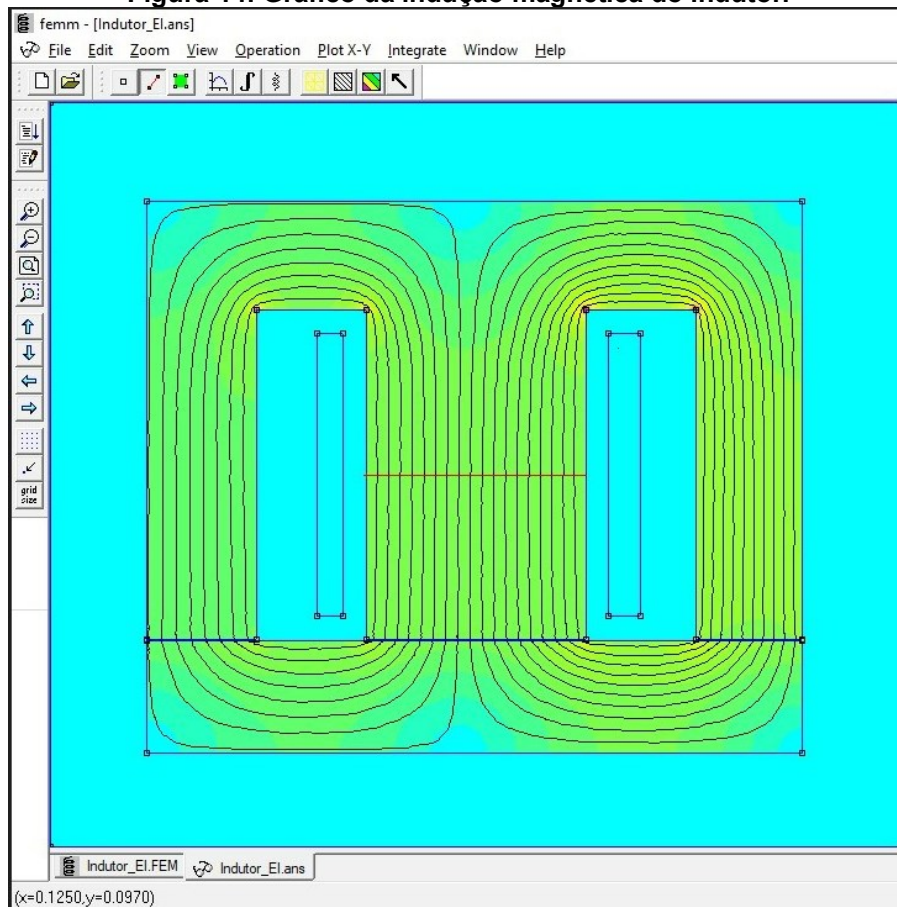 Figura Gráfico da indução magnética do indutor.
femm - [Indutor_EI.ans]
File Edit Zoom View Operation Plot X-Y Integrate Window Help
grid
size
Indutor_EI.FEM Indutor_EI.ans
(x=0.1250,y=0.0970)